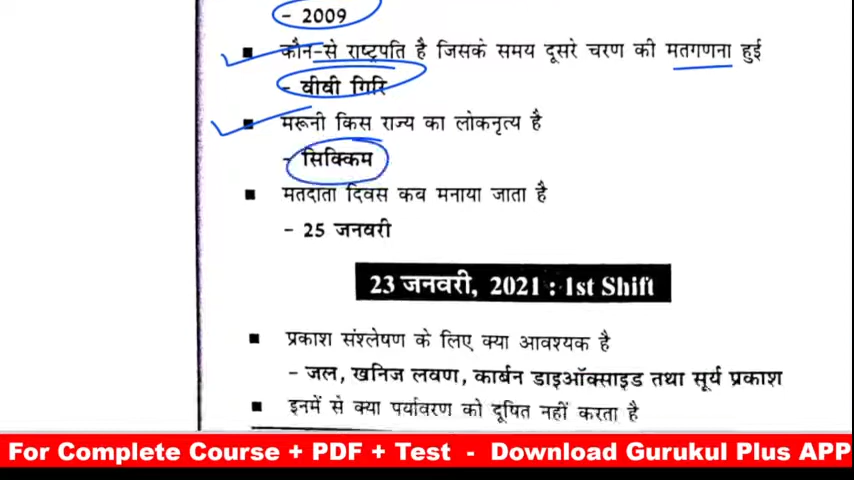 - 2009
■ कौन-से राष्ट्रपति है जिसके समय दूसरे चरण की मतगणना हुई
- वीवी गिरि
■ मरूनी किस राज्य का लोकनृत्य है
- सिक्किम
■ मतदाता दिवस कब मनाया जाता है
- 25 जनवरी
23 जनवरी, 2021 : 1st Shift
■ प्रकाश संश्लेषण के लिए क्या आवश्यक है
- जल, खनिज लवण, कार्बन डाइऑक्साइड तथा सूर्य प्रकाश
■ इनमें से क्या पर्यावरण को दूषित नहीं करता है
For Complete Course + PDF + Test - Download Gurukul Plus APP